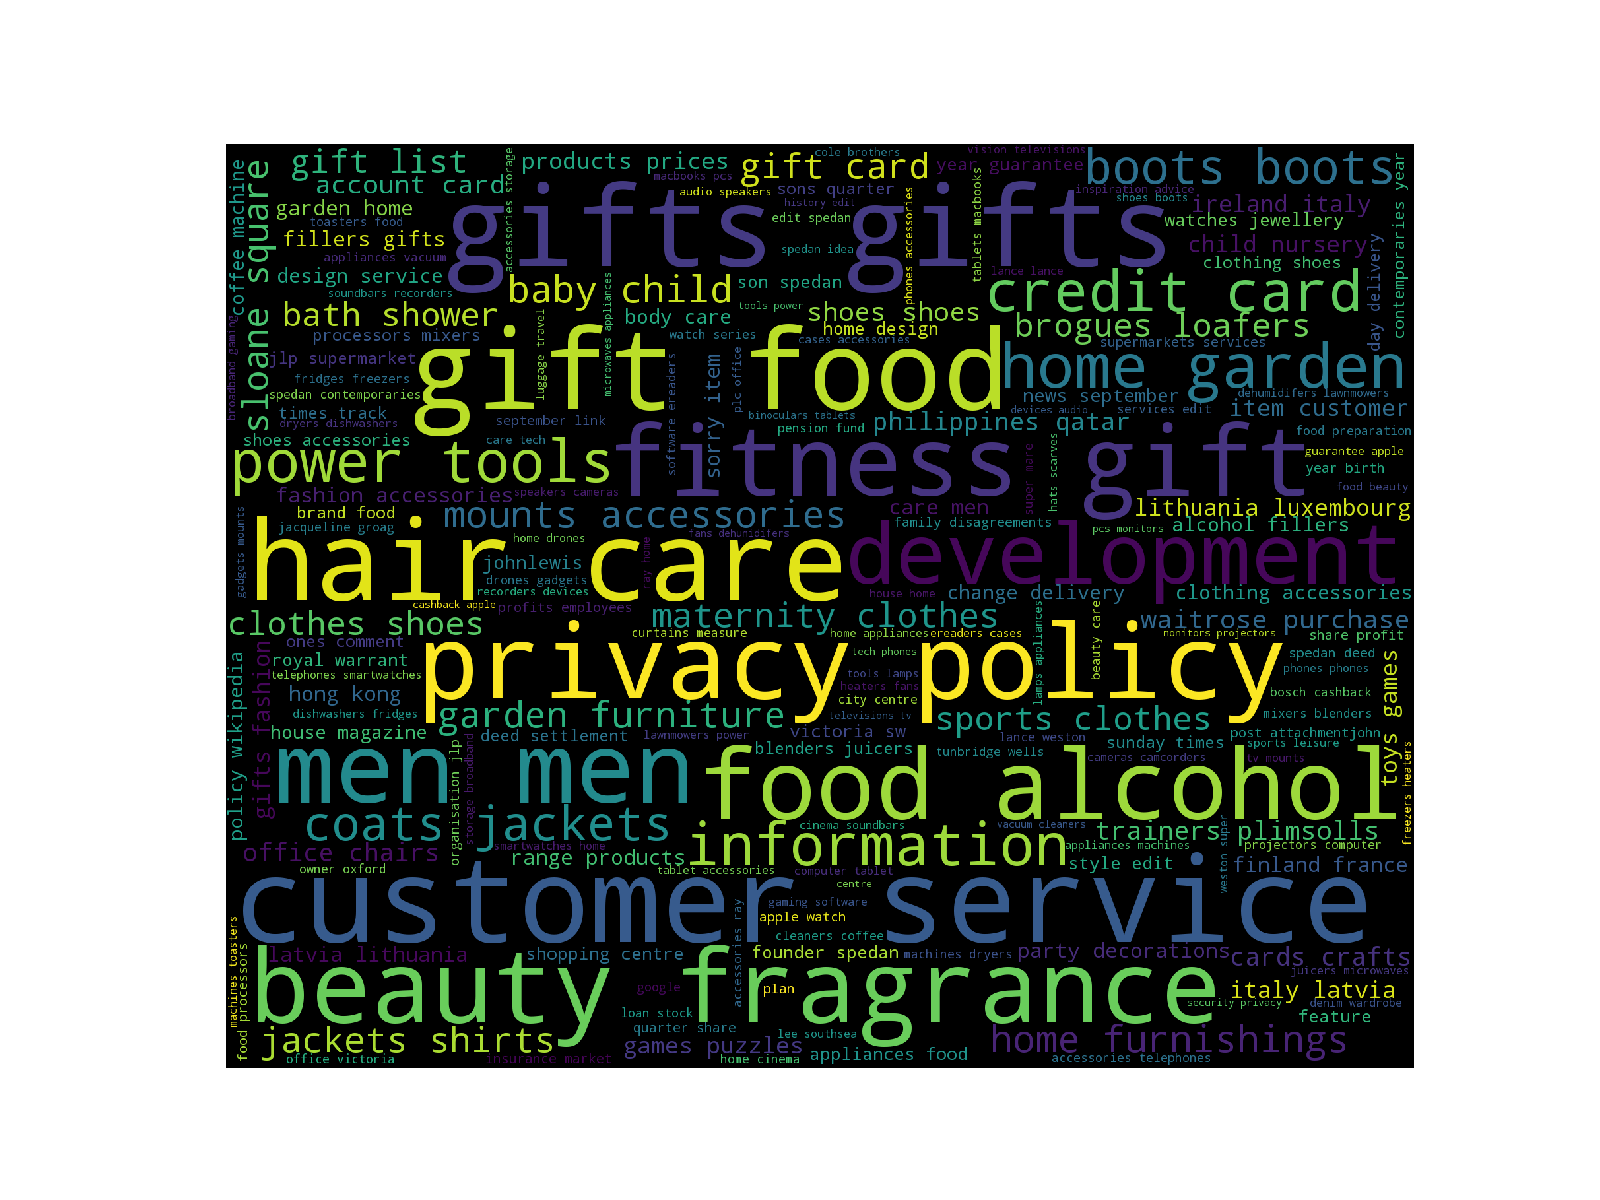 gift list
products prices
gift card
cole brothers
vision televisions
year guarantee
boots boots
account card
macbooks pcs
audio speakers
sons quarter
inspiration advice
shoes boots
ireland italy
garden home
gifts gifts
history edit
edit spedan
watches jewellery
toasters food
fillers gifts
appliances vacuum
spedan idea
child nursery
clothing shoes
design service
soundbars recorders
baby child
son spedan
lance lance
credit card
bath shower
body care
tools power
shoes shoes
home design
brogues loafers
processors mixers
watch series
cases accessories
supermarkets services
jlp supermarket
gift food
home garden
fridges freezers
spedan contemporaries
news september
dehumidifers lawnmowers
times track
dryers dishwashers
september link
binoculars tablets
pension fund
devices audio
services edit
item customer
philippines qatar
food preparation
shoes accessories
care tech
power tools
fitness gift
guarantee apple
year birth
food beauty
fashion accessories
speakers cameras
brand food
jacqueline groag
mounts accessories
care men
family disagreements
lithuania luxembourg
pcs monitors
alcohol fillers
home drones
fans dehumidifers
hair care
development
johnlewis
drones gadgets
recorders devices
house home
change delivery
clothing accessories
cashback apple
profits employees
clothes shoes
maternity clothes
waitrose purchase
ones comment
curtains measure
home appliances
ereaders cases
monitors projectors
share profit
royal warrant
telephones smartwatches
privacy policy
tech phones
spedan deed
phones phones
hong kong
tools lamps
heaters fans
city centre
bosch cashback
dishwashers fridges
garden furniture
televisions tv
sports clothes
mixers blenders
house magazine
deed settlement
lawnmowers power
victoria sw
lance weston
sunday times
post attachmentjohn
men men
blenders juicers
tunbridge wells
cameras camcorders
sports leisure
tv mounts
food alcohol
coats jackets
cinema soundbars
vacuum cleaners
trainers plimsolls
office chairs
smartwatches home
range products
information
appliances machines
projectors computer
owner oxford
tablet accessories
computer tablet
style edit
finland france
centre
customer service
gaming software
apple watch
cleaners coffee
latvia lithuania
shopping centre
founder spedan
machines dryers
party decorations
cards crafts
juicers microwaves
beauty fragrance
google
plan
italy latvia
security privacy
denim wardrobe
loan stock
feature
quarter share
lee southsea
jackets shirts
games puzzles
home furnishings
office victoria
insurance market
home cinema
appliances food
accessories telephones
coffee machine
sloane square
broadband gaming
accessories storage
luggage travel
microwaves appliances
phones accessories
tablets macbooks
day delivery
contemporaries year
software ereaders
sorry item
plc office
super mare
hats scarves
gadgets mounts
ray home
lamps appliances
beauty care
policy wikipedia
gifts fashion
organisation jlp
storage broadband
toys games
freezers heaters
weston super
machines toasters
food processors
accessories ray